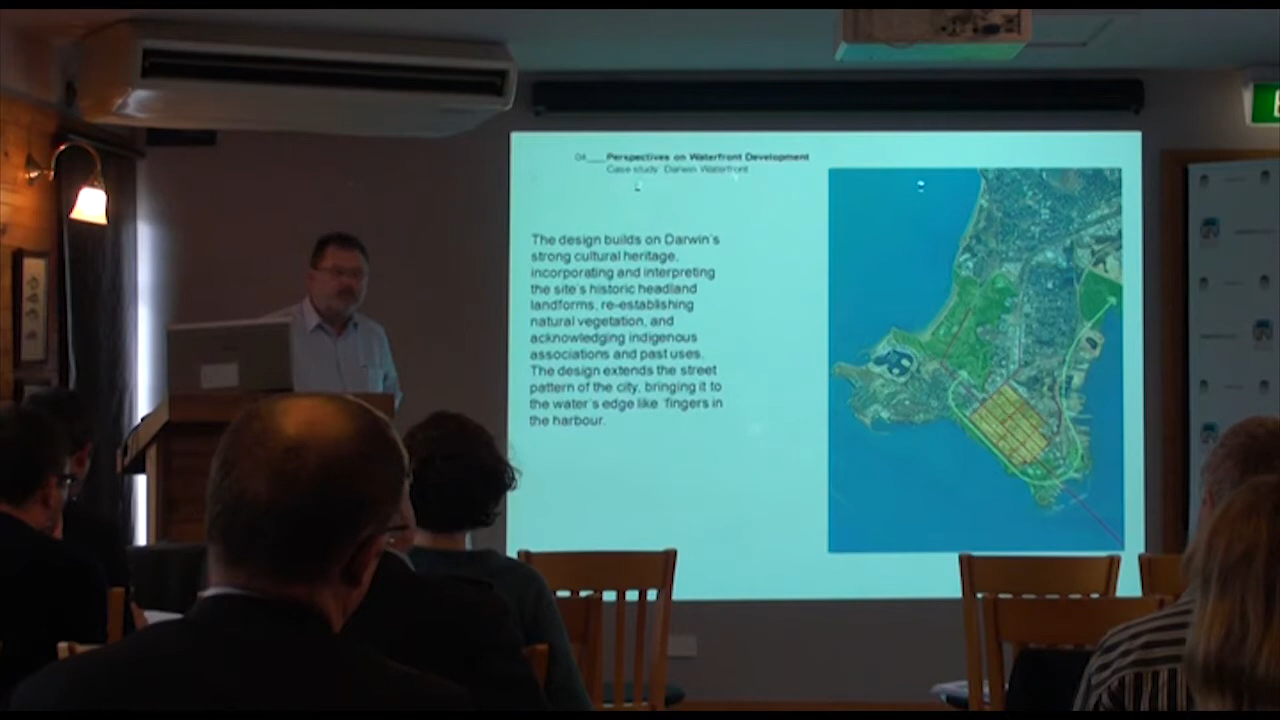 04___Perspectives on Waterfront Development
Case study: Darwin Waterfront
The design builds on Darwin's
strong cultural heritage,
incorporating and interpreting
the site's historic headland
landforms, re-establishing
natural vegetation, and
acknowledging indigenous
associations and past uses.
The design extends the street
pattern of the city, bringing it to
the water's edge like 'fingers in
the harbour.